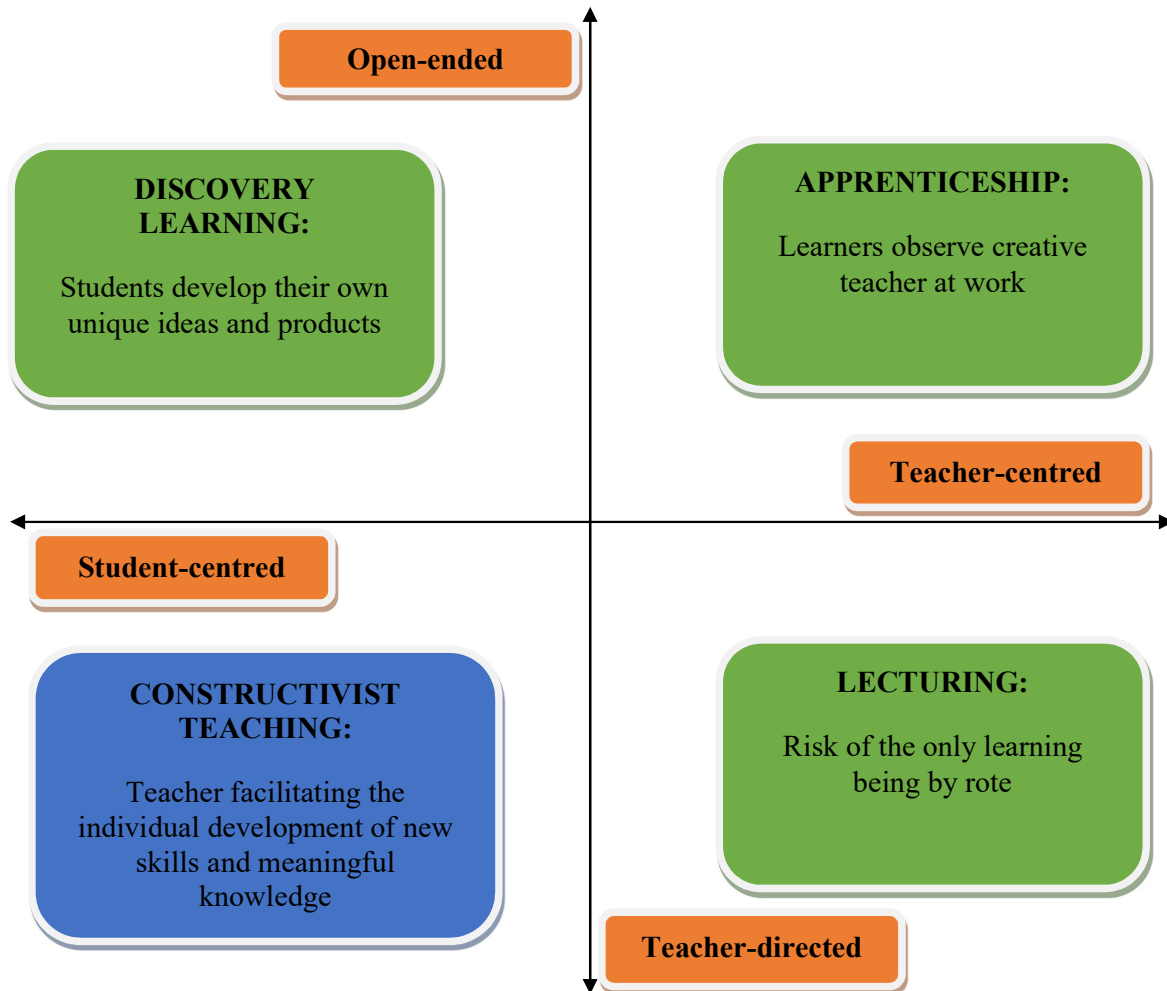 Open-ended
DISCOVERY
LEARNING:
Students develop their own
unique ideas and products
APPRENTICESHIP:
Learners observe creative
teacher at work
Teacher-centred
Student-centred
CONSTRUCTIVIST
TEACHING:
Teacher facilitating the
individual development of new
skills and meaningful
knowledge
LECTURING:
Risk of the only learning
being by rote
Teacher-directed